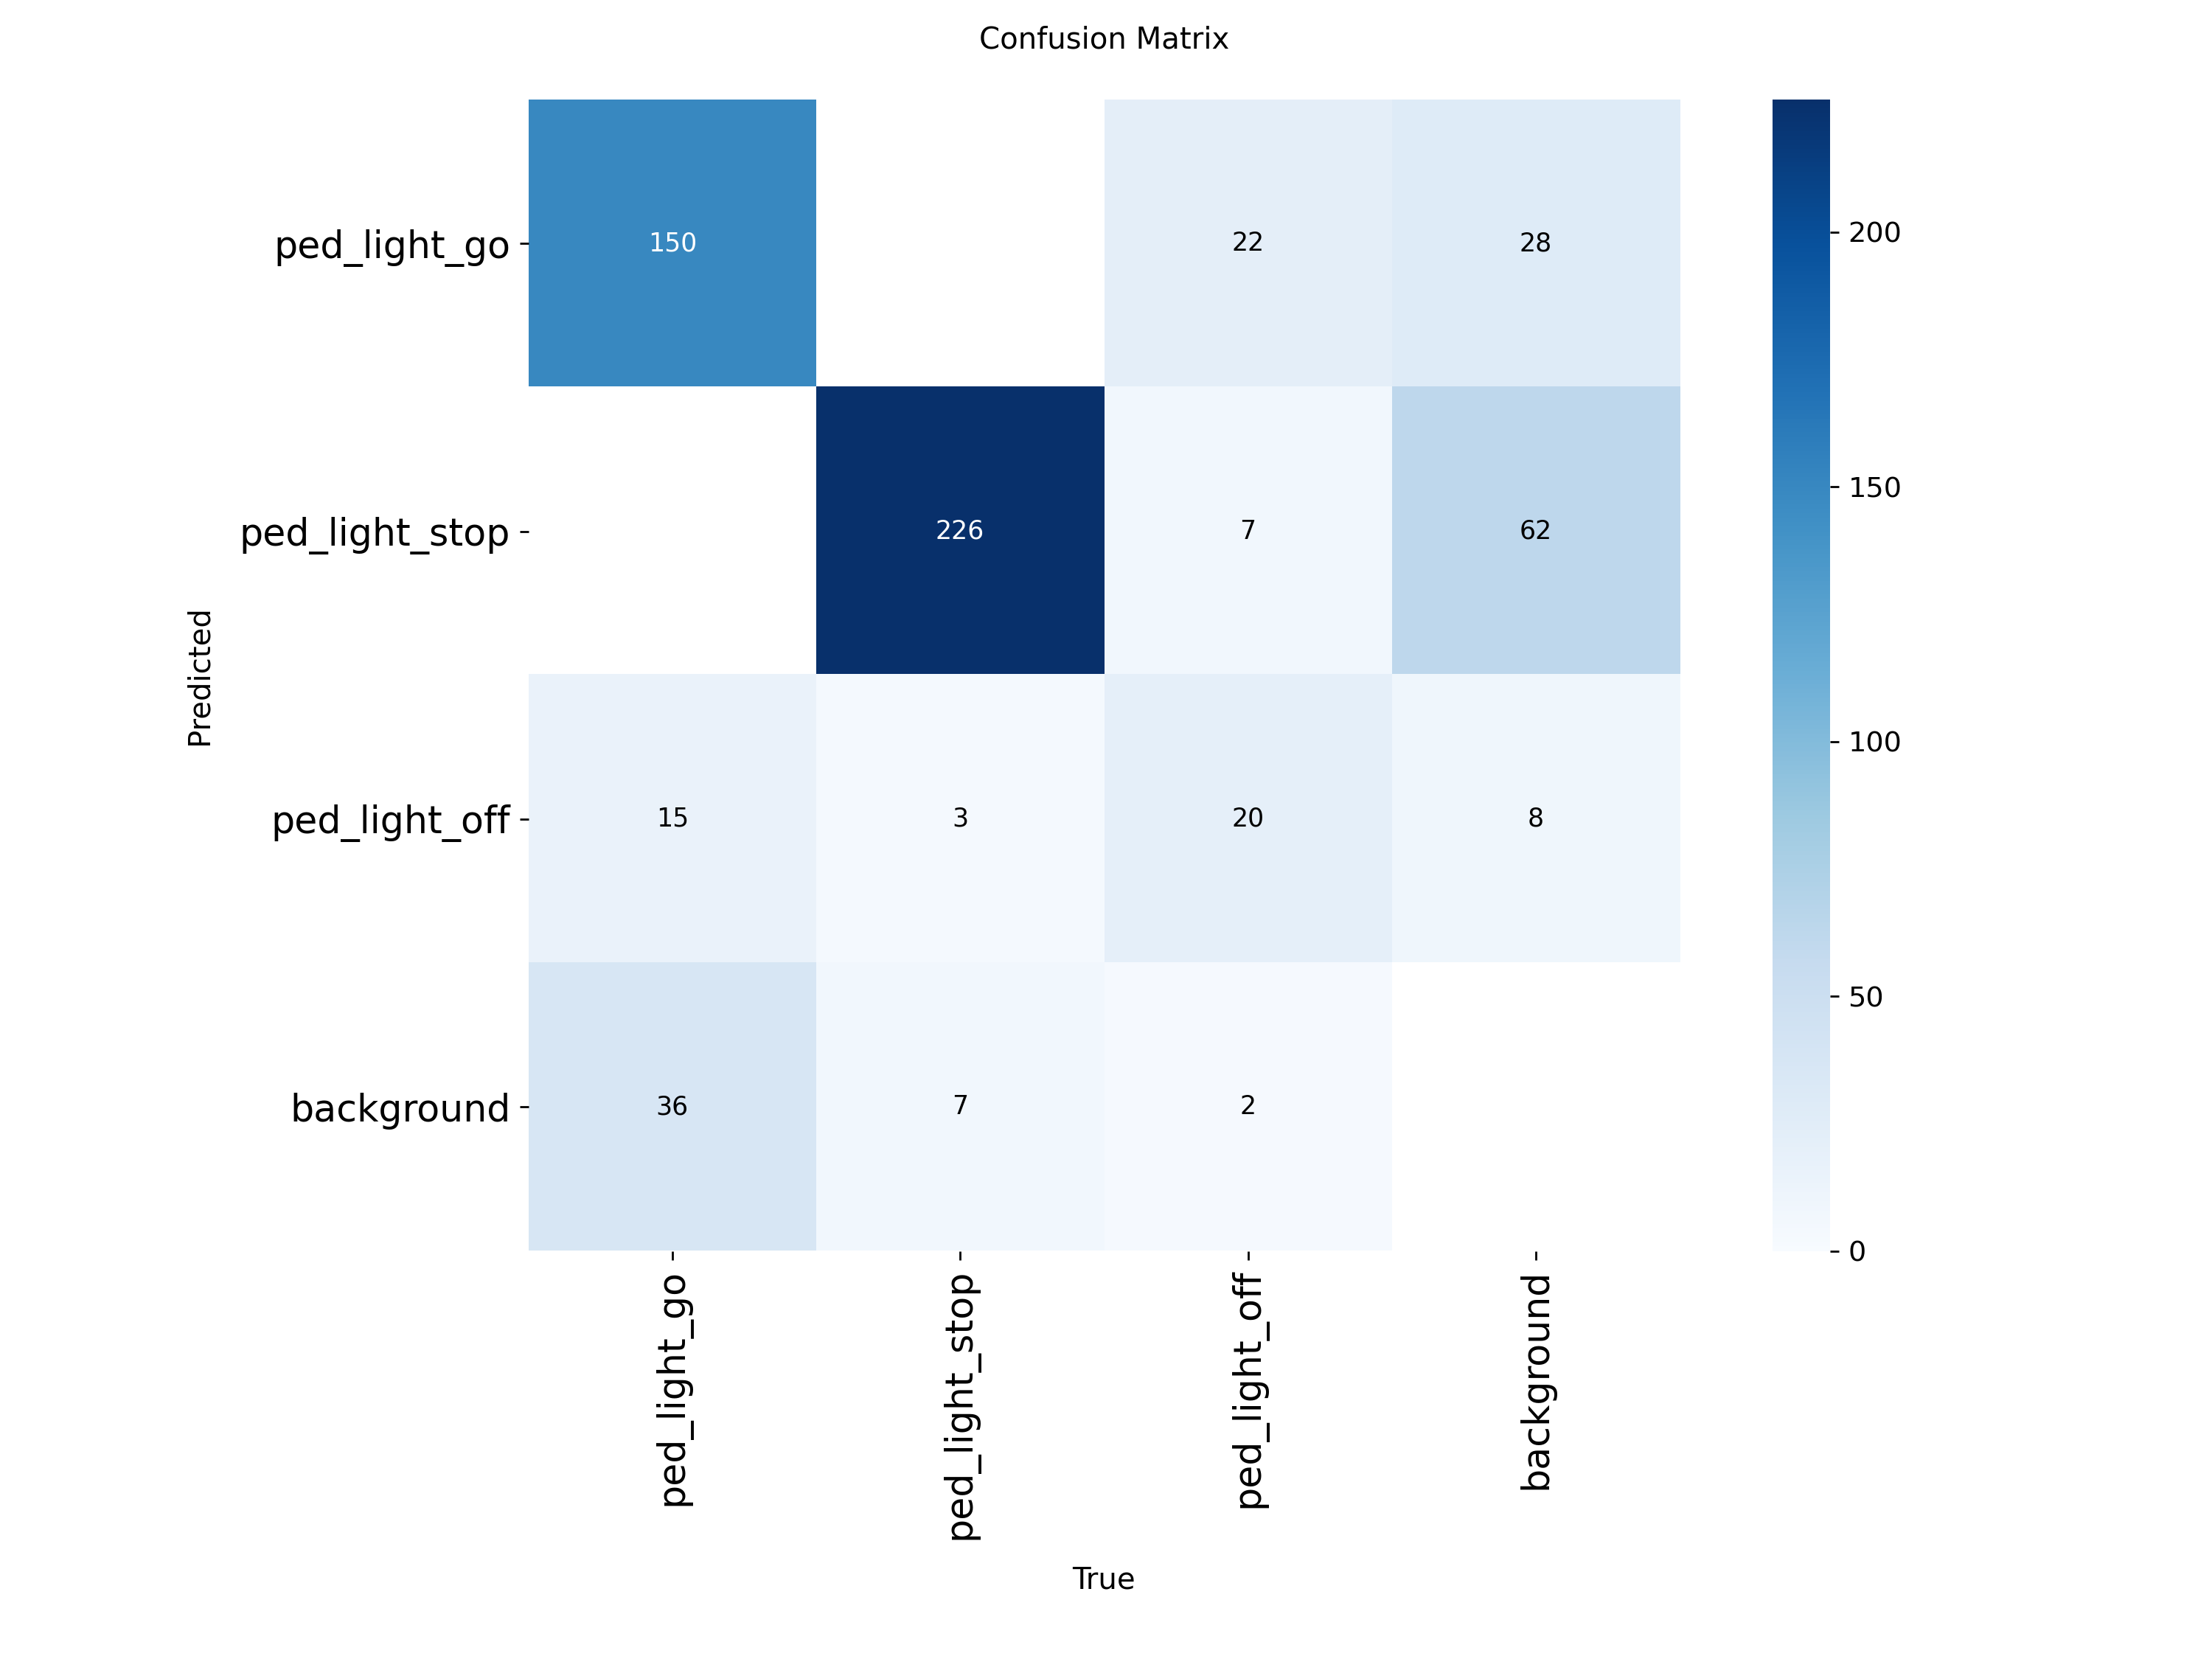 Confusion Matrix
ped_light_go 150 22 28
ped_light_stop 226 7 62
ped_light_off 15 3 20 8
background 36 7 2
Predicted
ped_light_go ped_light_stop ped_light_off background
True
200
150
100
50
0